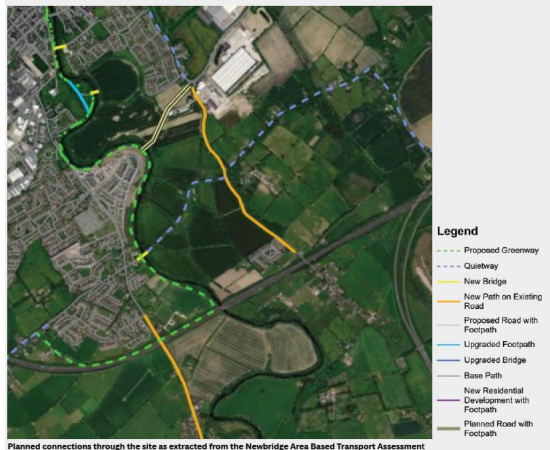 Legend
Proposed Greenway
Quietway
New Bridge
New Path on Existing
Road
Proposed Road with
Footpath
Upgraded Footpath
Upgraded Bridge
Base Path
New Residential
Development with
Footpath
Planned Road with
Footpath
Planned connections through the site as extracted from the Newbridge Area Based Transport Assessment